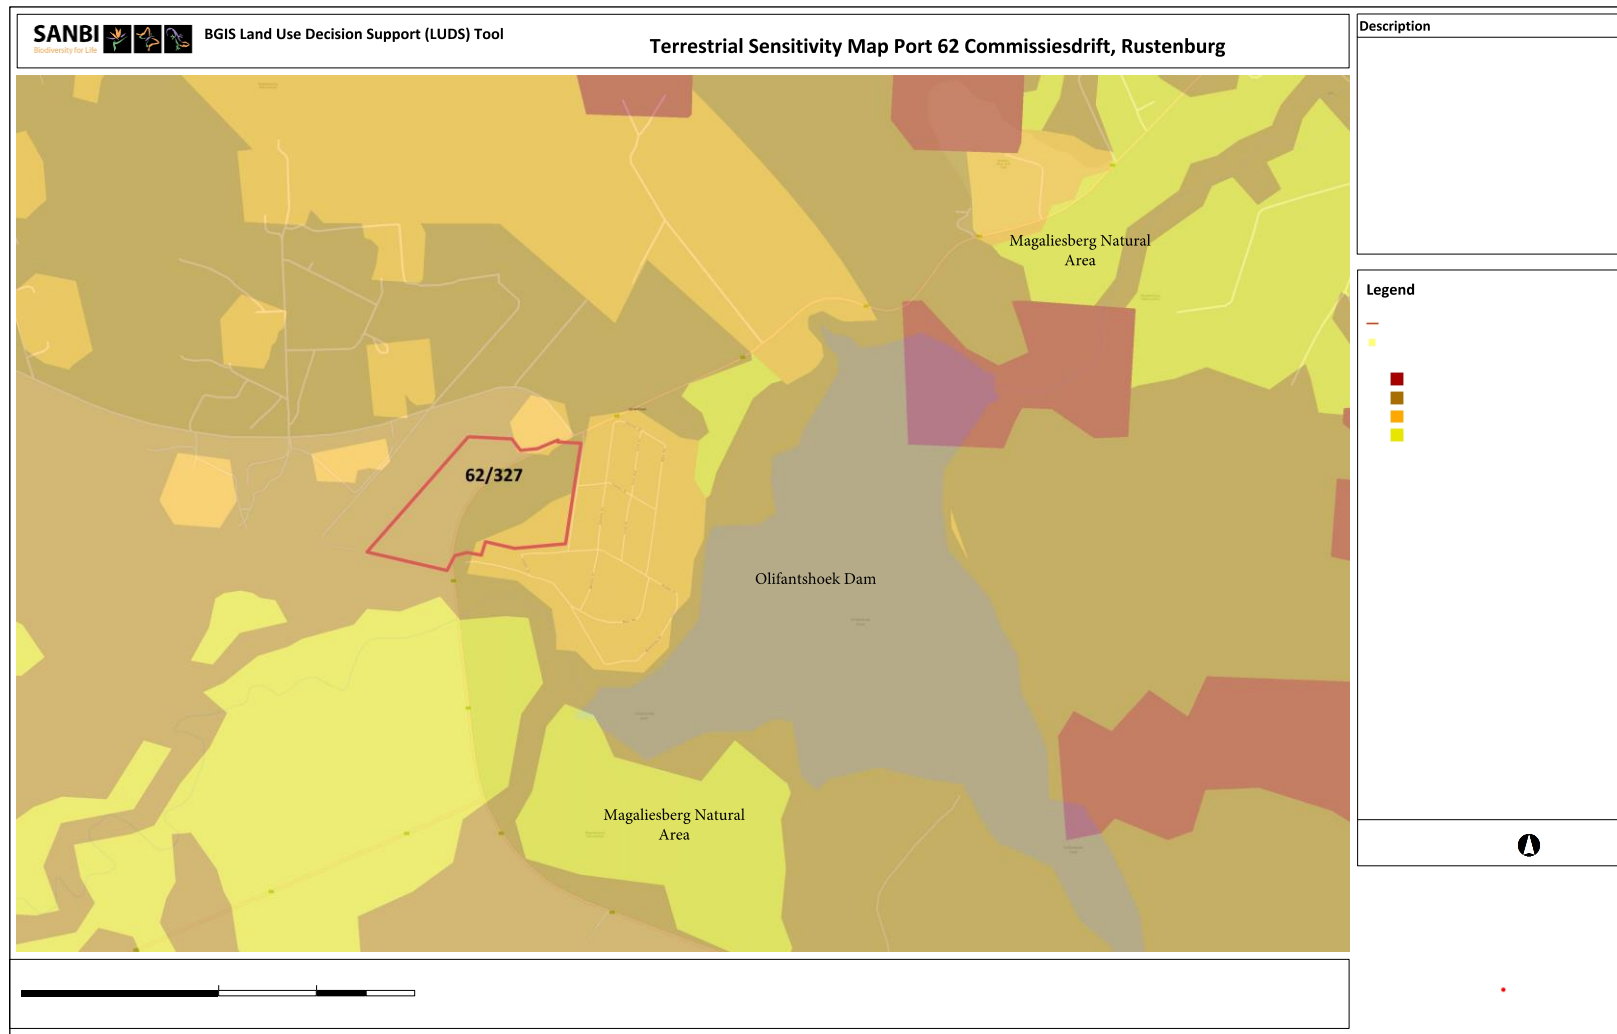 SANBI
Biodiversity for Life
BGIS Land Use Decision Support (LUDS) Tool
Terrestrial Sensitivity Map Port 62 Commissiesdrift, Rustenburg
Description
Magaliesberg Natural
Area
Legend
62/327
Olifantshoek Dam
Magaliesberg Natural
Area